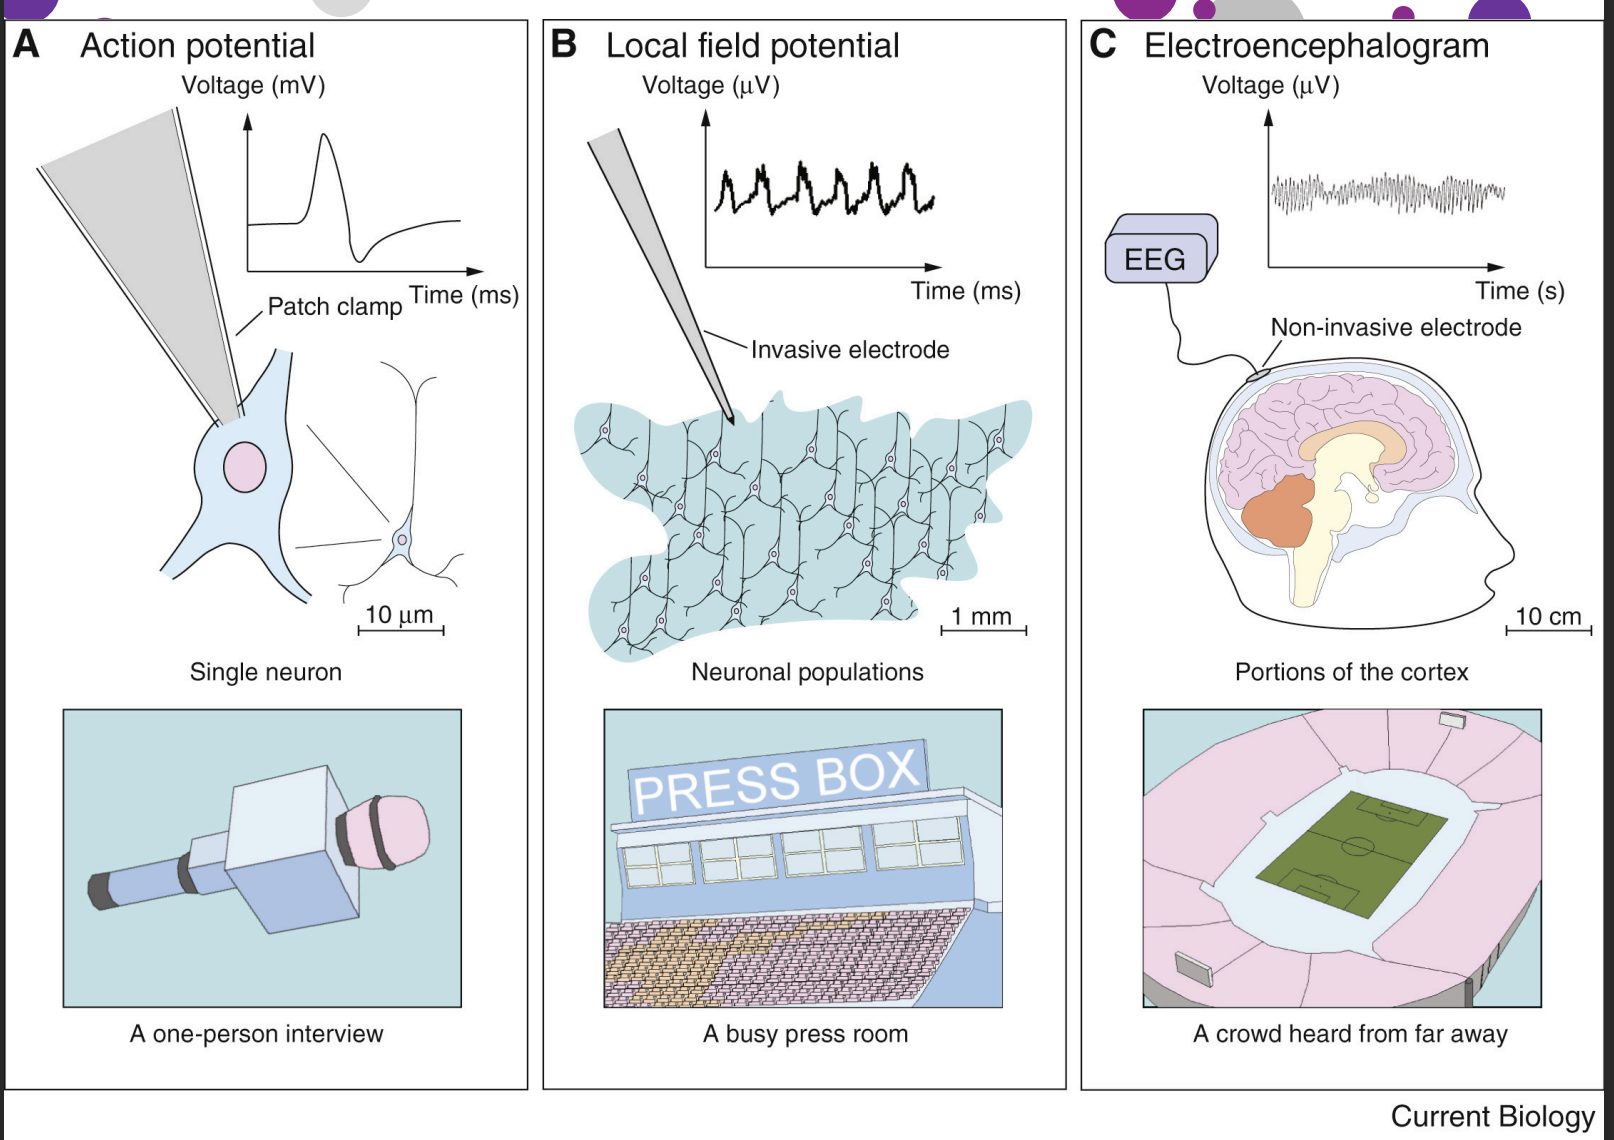 A Action potential
Voltage (mV)
Time (ms)
Patch clamp
10 μm
Single neuron
A one-person interview
B Local field potential
Voltage (μV)
Time (ms)
Invasive electrode
1 mm
Neuronal populations
PRESS BOX
A busy press room
C Electroencephalogram
Voltage (μV)
EEG
Time (s)
Non-invasive electrode
10 cm
Portions of the cortex
A crowd heard from far away
Current Biology